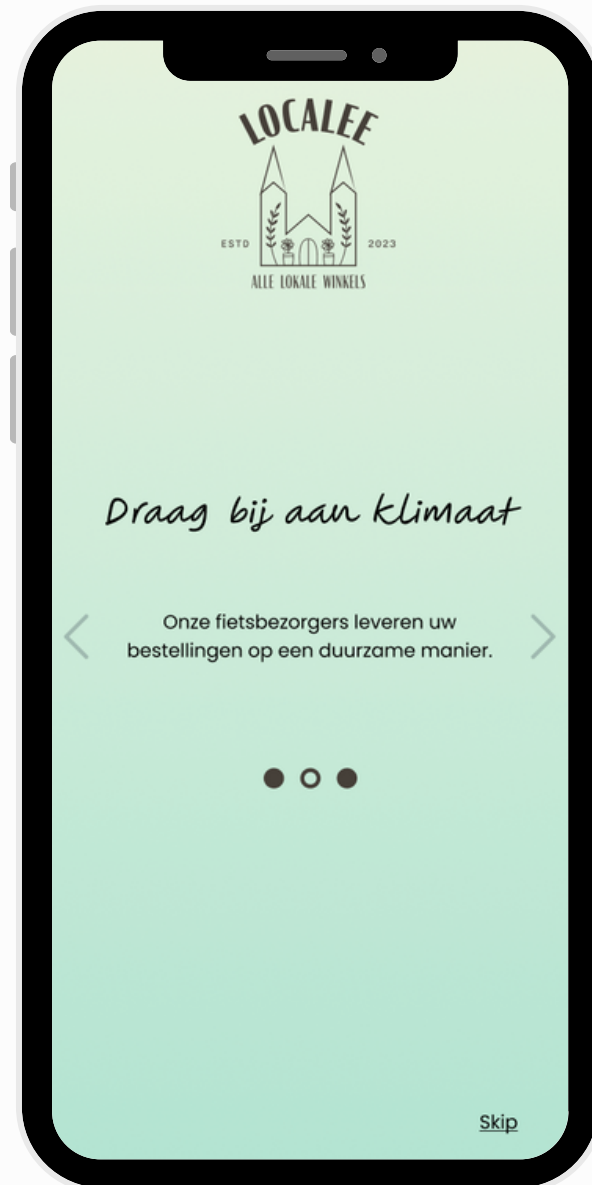 LOCALEE
ESTD 2023
ALLE LOKALE WINKELS
Draag bij aan klimaat
Onze fietsbezorgers leveren uw
bestellingen op een duurzame manier.
Skip